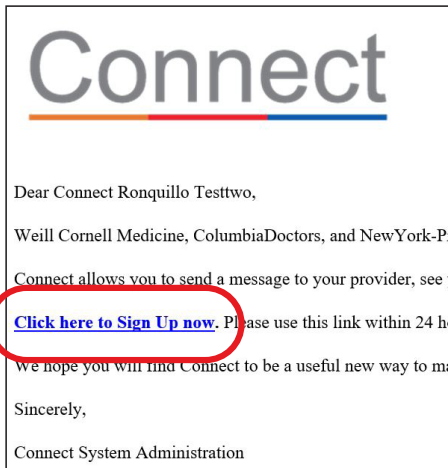 Connect
Dear Connect Ronquillo Testtwo,
Weill Cornell Medicine, ColumbiaDoctors, and NewYork-P
Connect allows you to send a message to your provider, see
Click here to Sign Up now. Please use this link within 24 h
We hope you will find Connect to be a useful new way to ma
Sincerely,
Connect System Administration